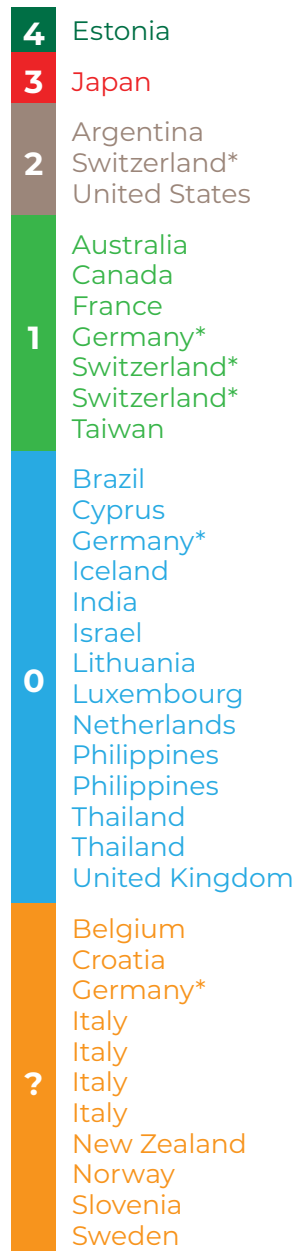 4 Estonia
3 Japan
Argentina
2 Switzerland*
United States
Australia
Canada
France
1 Germany*
Switzerland*
Switzerland*
Taiwan
Brazil
Cyprus
Germany*
Iceland
India
Israel
Lithuania
0 Luxembourg
Netherlands
Philippines
Philippines
Thailand
Thailand
United Kingdom
Belgium
Croatia
Germany*
Italy
Italy
? Italy
Italy
New Zealand
Norway
Slovenia
Sweden